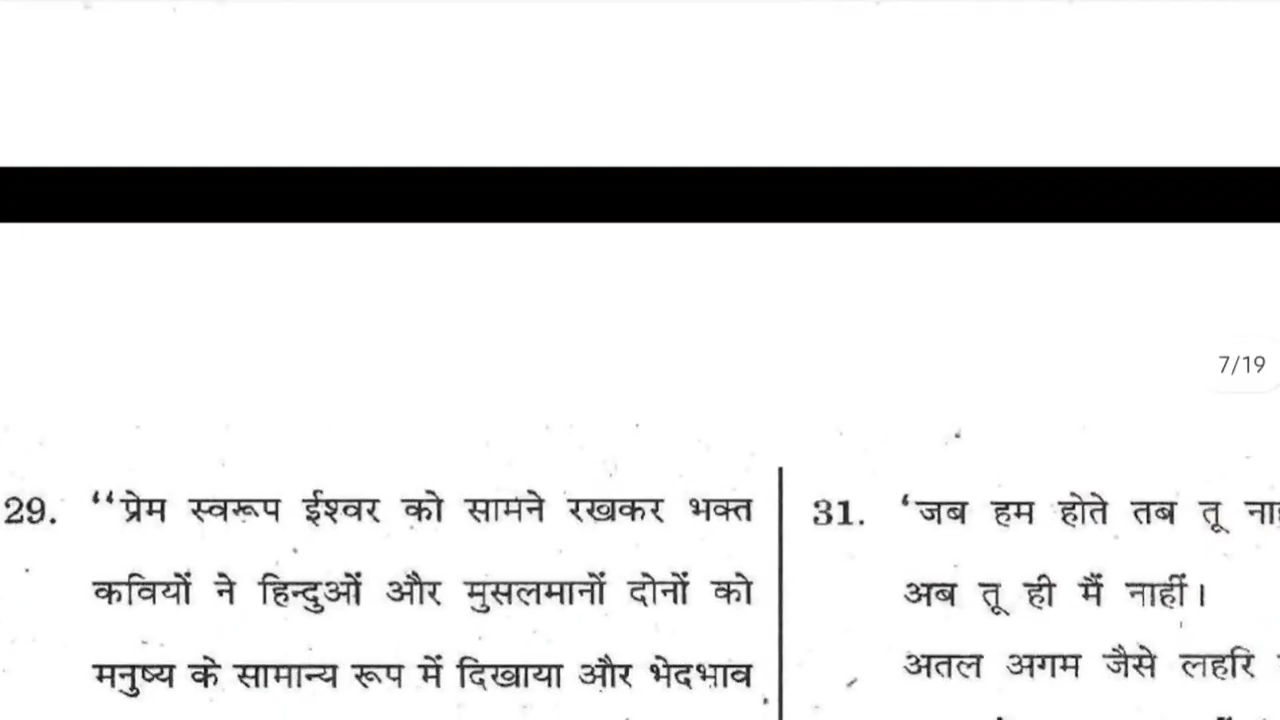 7/19
29. “प्रेम स्वरूप ईश्वर को सामने रखकर भक्त
कवियों ने हिन्दुओं और मुसलमानों दोनों को
मनुष्य के सामान्य रूप में दिखाया और भेदभाव
31. ‘जब हम होते तब तू
अब तू ही मैं नाहीं।
अतल अगम जैसे लहरि